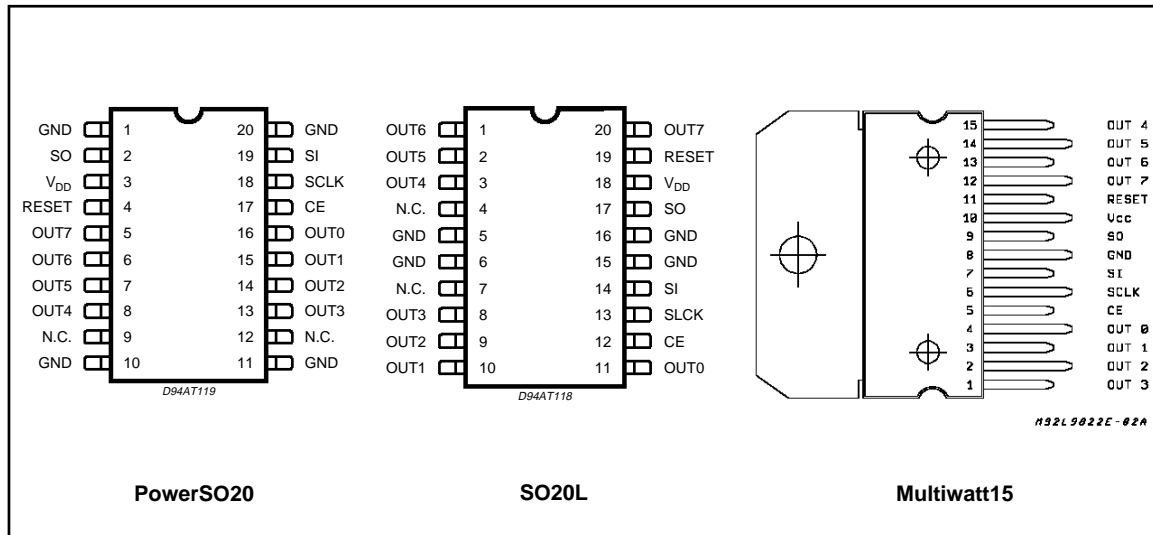 GND 1 20 GND
SO 2 19 SI
VDD 3 18 SCLK
RESET 4 17 CE
OUT7 5 16 OUT0
OUT6 6 15 OUT1
OUT5 7 14 OUT2
OUT4 8 13 OUT3
N.C. 9 12 N.C.
GND 10 11 GND
D94AT119
PowerSO20
OUT6 1 20 OUT7
OUT5 2 19 RESET
OUT4 3 18 VDD
N.C. 4 17 SO
GND 5 16 GND
GND 6 15 GND
N.C. 7 14 SI
OUT3 8 13 SLCK
OUT2 9 12 CE
OUT1 10 11 OUT0
D94AT118
SO20L
15 OUT 4
14 OUT 5
13 OUT 6
12 OUT 7
11 RESET
10 Vcc
9 SO
8 GND
7 SI
6 SCLK
5 CE
4 OUT 0
3 OUT 1
2 OUT 2
1 OUT 3
M92L9822E-02A
Multiwatt15